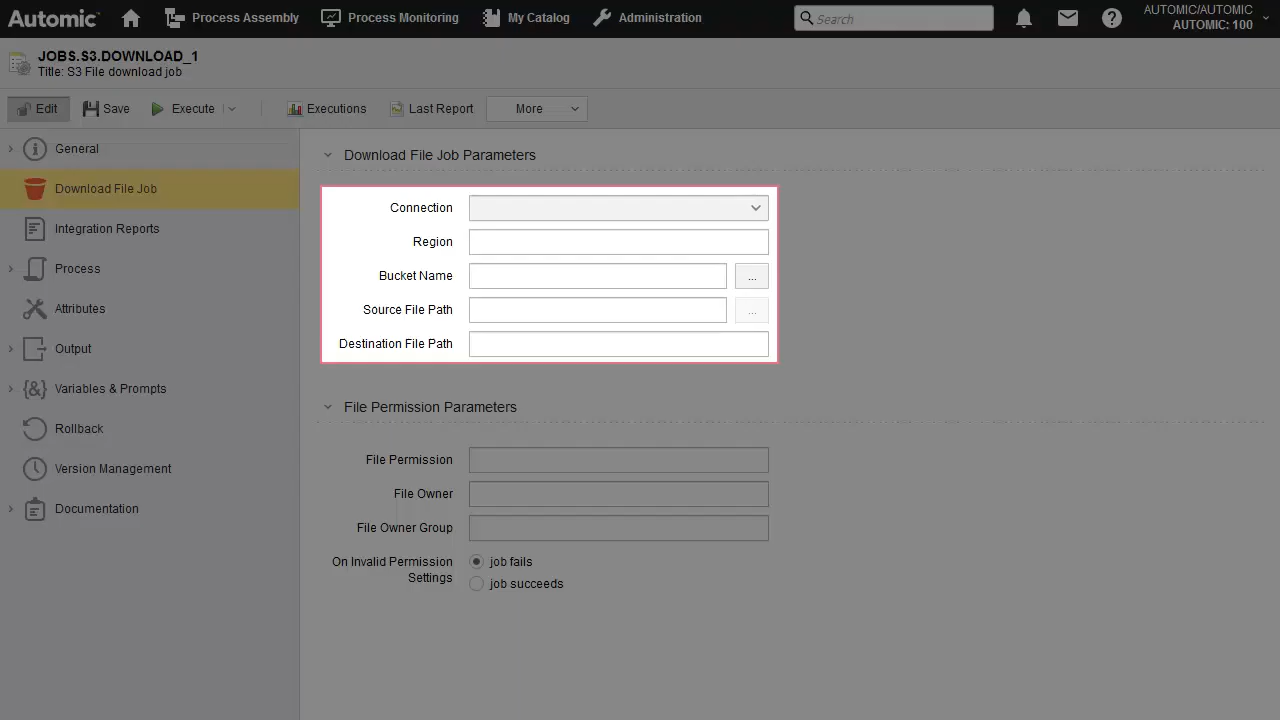 Automic
Process Assembly
Process Monitoring
My Catalog
Administration
Search
AUTOMIC/AUTOMIC
AUTOMIC: 100
JOBS.S3.DOWNLOAD_1
Title: S3 File download job
Edit
Save
Execute
Executions
Last Report
More
General
Download File Job
Integration Reports
Process
Attributes
Output
Variables & Prompts
Rollback
Version Management
Documentation
Download File Job Parameters
Connection
Region
Bucket Name
...
Source File Path
...
Destination File Path
File Permission Parameters
File Permission
File Owner
File Owner Group
On Invalid Permission
Settings
job fails
job succeeds